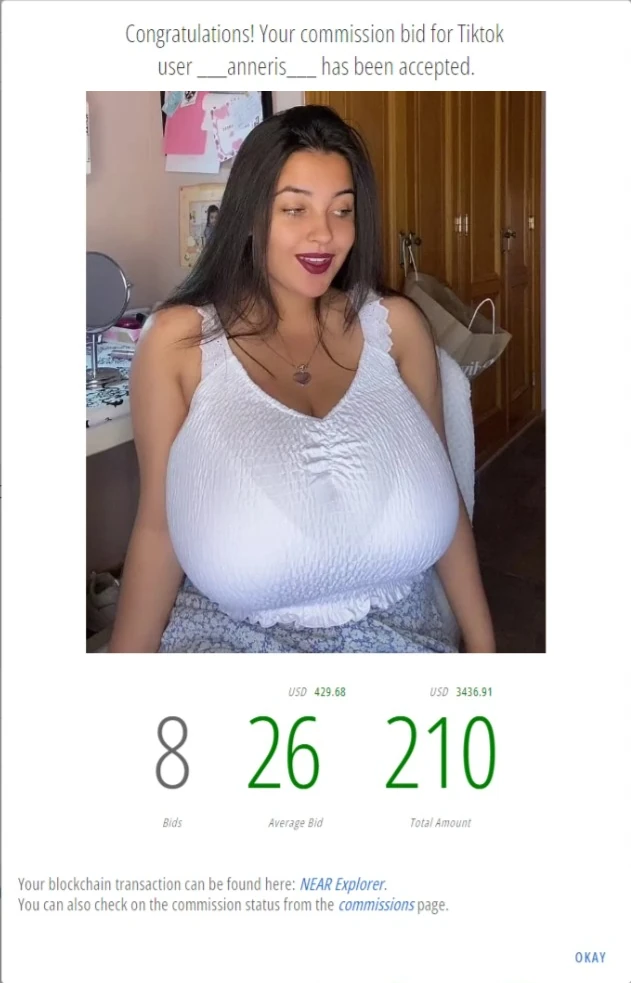 Congratulations! Your commission bid for Tiktok
user ___anneris___ has been accepted.
USD 429.68 USD 3436.91
8 26 210
Bids Average Bid Total Amount
Your blockchain transaction can be found here: NEAR Explorer.
You can also check on the commission status from the commissions page.
OKAY